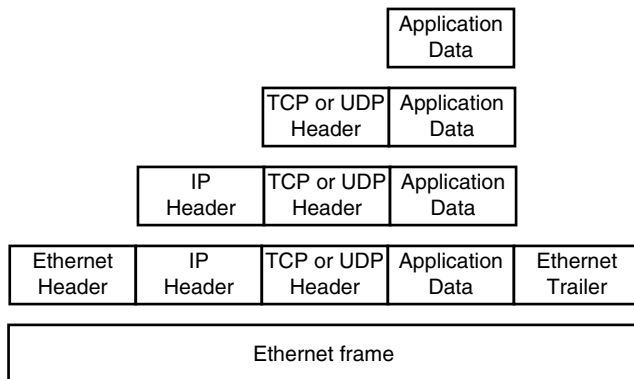 Application
Data
TCP or UDP
Header
Application
Data
IP
Header
TCP or UDP
Header
Application
Data
Ethernet
Header
IP
Header
TCP or UDP
Header
Application
Data
Ethernet
Trailer
Ethernet frame